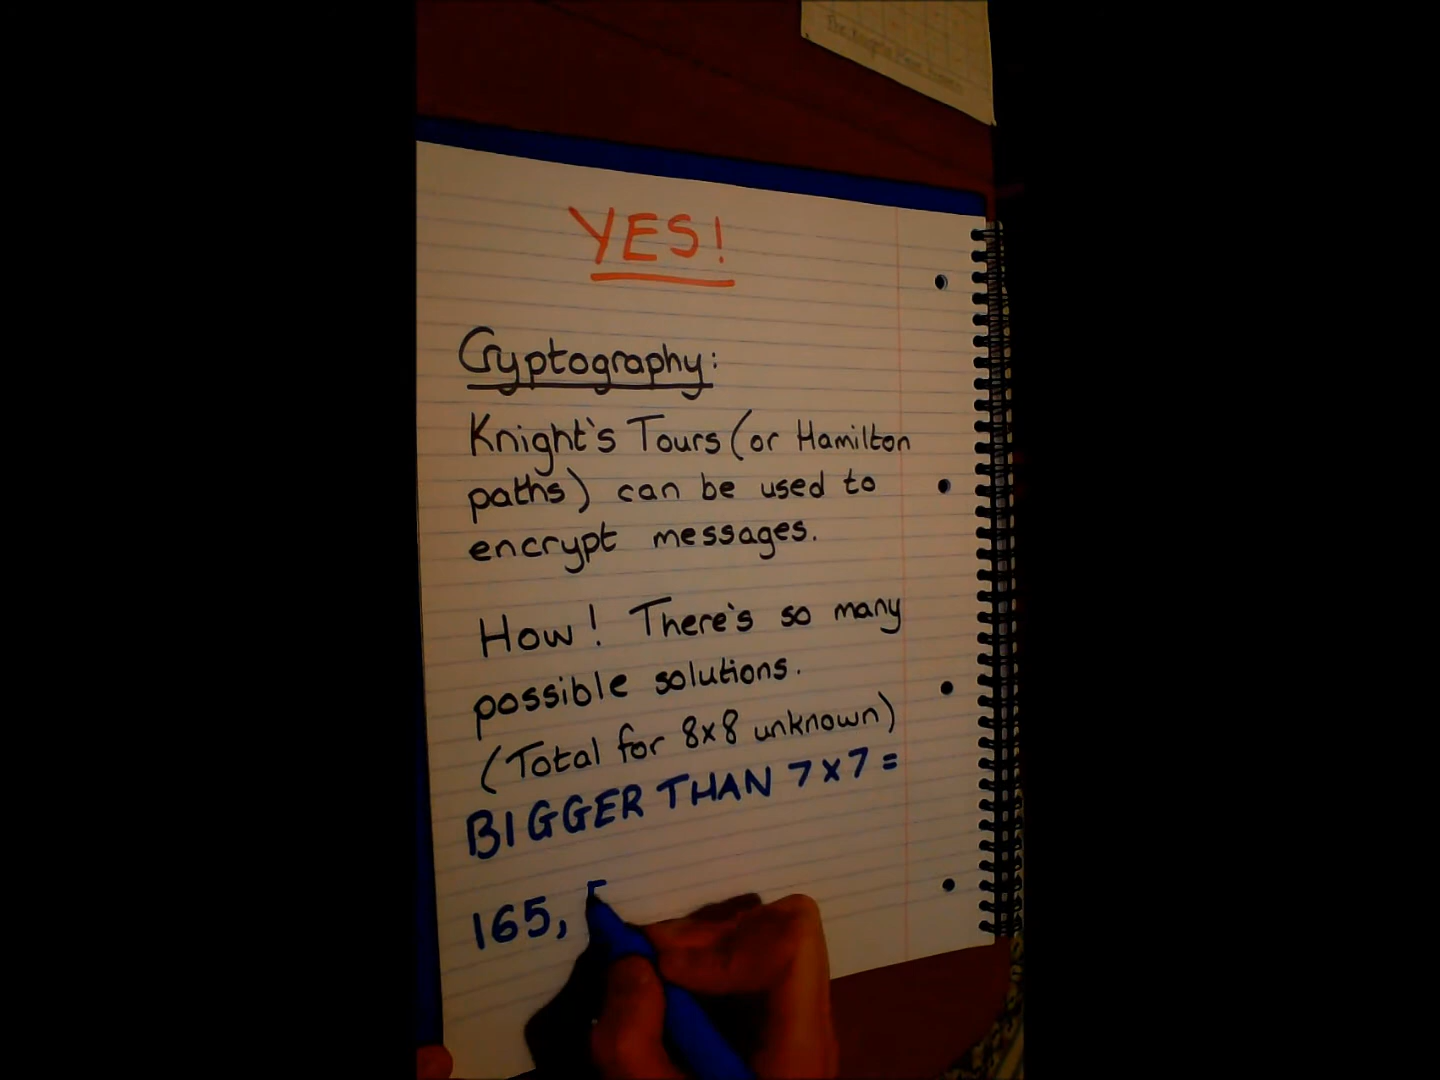 YES!
Cryptography:
Knight's Tours (or Hamilton
paths) can be used to
encrypt messages.
How! There's so many
possible solutions.
(Total for 8x8 unknown)
BIGGER THAN 7x7 =
165, 5